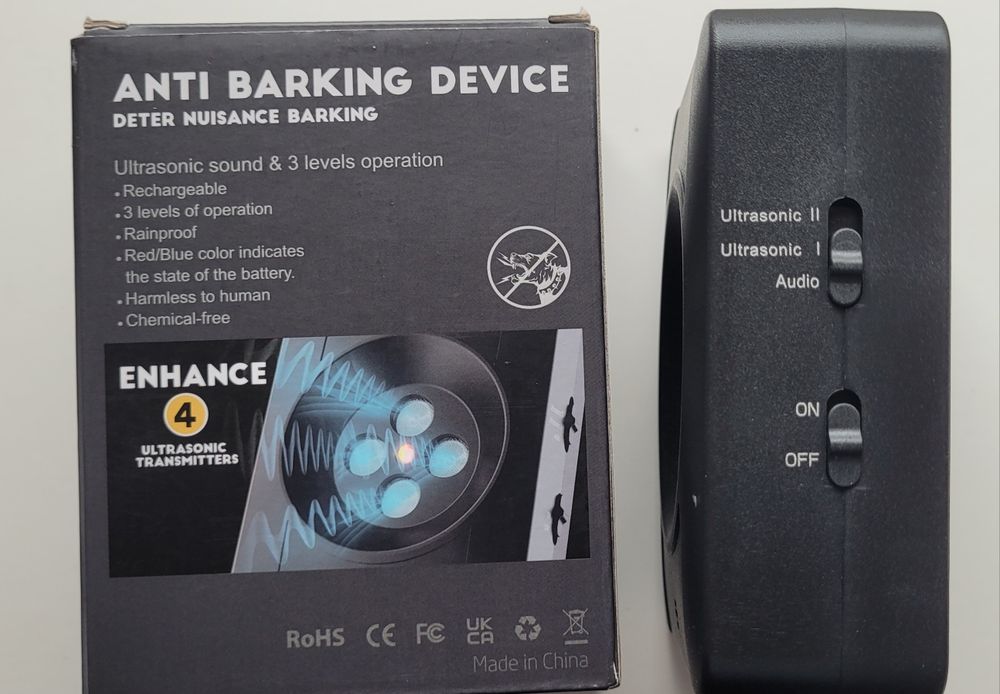 ANTI BARKING DEVICE
DETER NUISANCE BARKING
Ultrasonic sound & 3 levels operation
• Rechargeable
• 3 levels of operation
• Rainproof
• Red/Blue color indicates
the state of the battery.
• Harmless to human
• Chemical-free
ENHANCE
4
ULTRASONIC
TRANSMITTERS
RoHS CE FC UK
CA
Made in China
Ultrasonic II
Ultrasonic I
Audio
ON
OFF